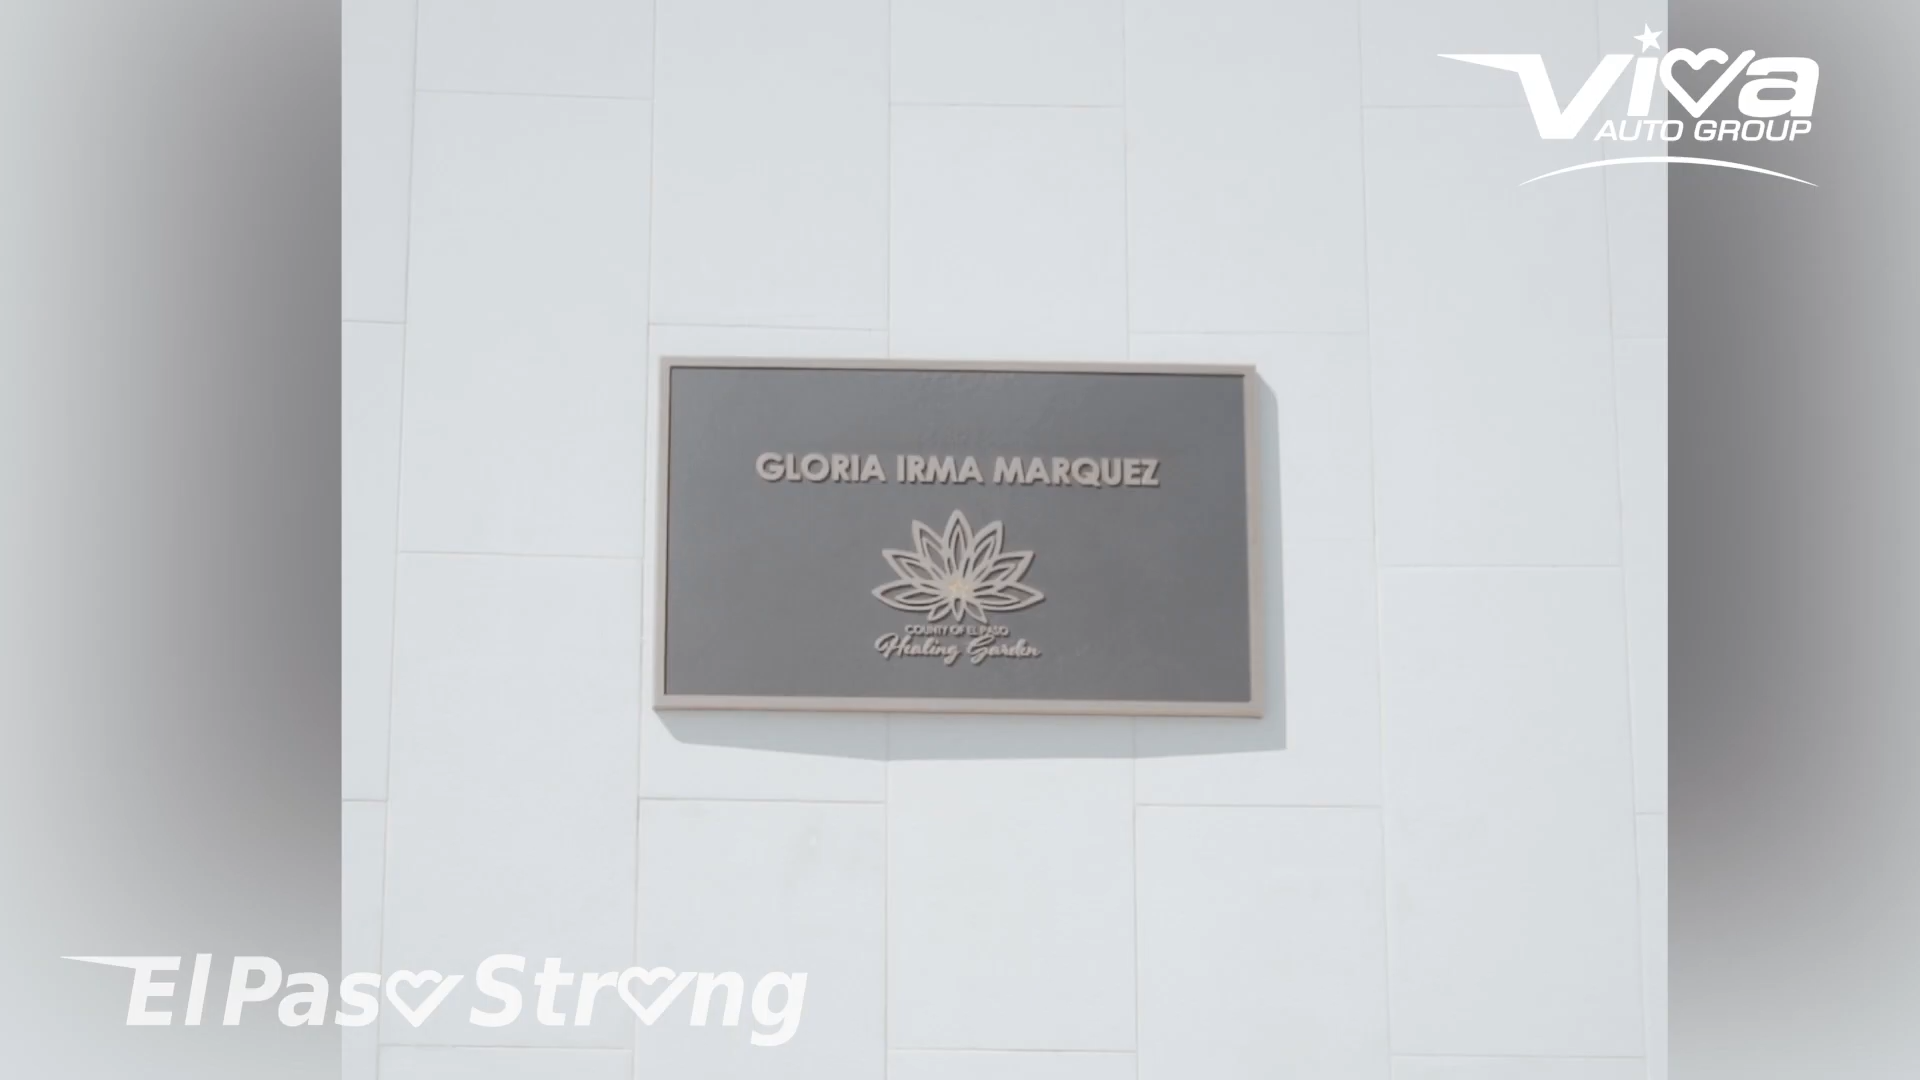 Viva
AUTO GROUP
GLORIA IRMA MARQUEZ
COUNTY OF EL PASO
Healing Garden
El Paso Strong